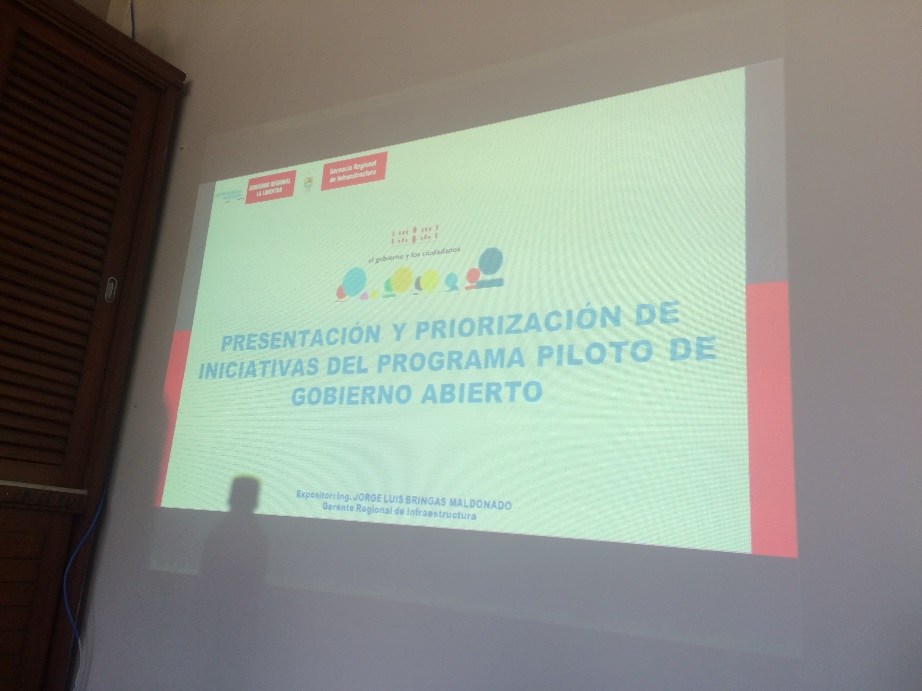 GOBIERNO REGIONAL
LA LIBERTAD
Gerencia Regional
de Infraestructura
el gobierno y los ciudadanos
PRESENTACIÓN Y PRIORIZACIÓN DE
INICIATIVAS DEL PROGRAMA PILOTO DE
GOBIERNO ABIERTO
Expositor: Ing. JORGE LUIS BRINGAS MALDONADO
Gerente Regional de Infraestructura